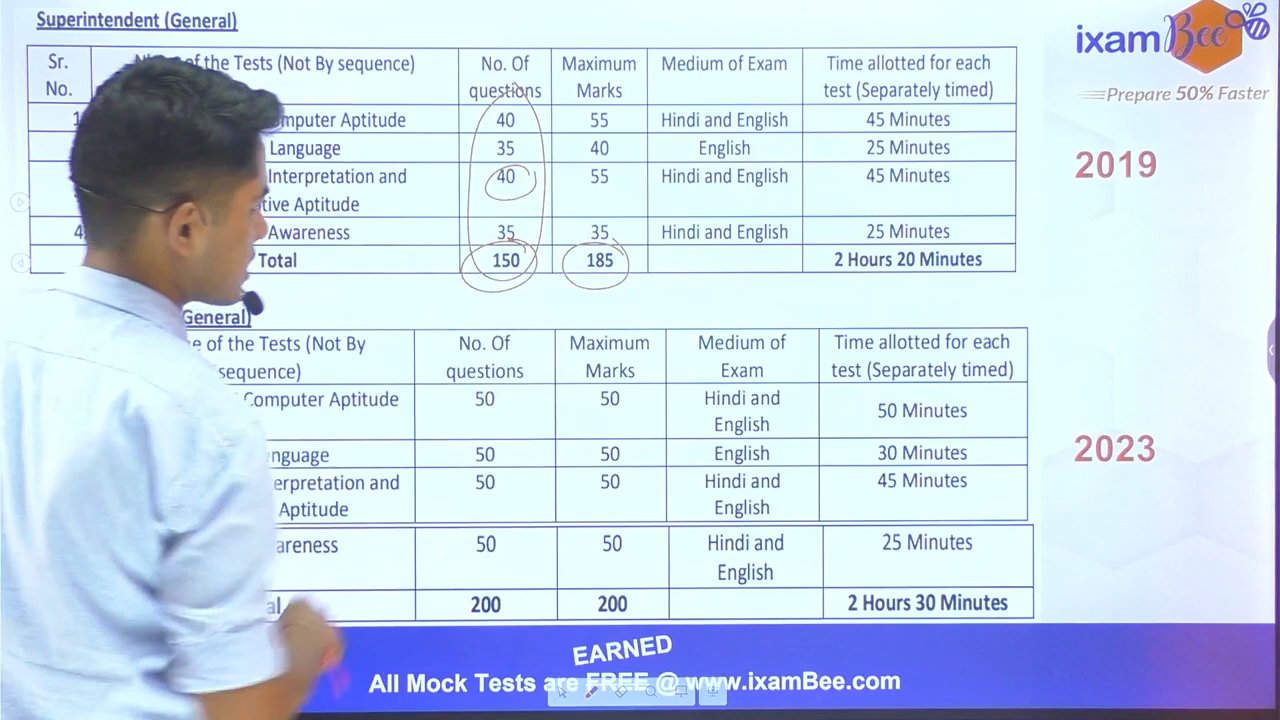 Superintendent (General)
ixamBee
Prepare 50% Faster
Sr. No. of the Tests (Not By sequence) No. Of questions Maximum Marks Medium of Exam Time allotted for each test (Separately timed)
1 Computer Aptitude 40 55 Hindi and English 45 Minutes
Language 35 40 English 25 Minutes
Interpretation and 40 55 Hindi and English 45 Minutes
tive Aptitude
4 Awareness 35 35 Hindi and English 25 Minutes
Total 150 185 2 Hours 20 Minutes
2019
General)
e of the Tests (Not By sequence) No. Of questions Maximum Marks Medium of Exam Time allotted for each test (Separately timed)
Computer Aptitude 50 50 Hindi and English 50 Minutes
nguage 50 50 English 30 Minutes
erpretation and 50 50 Hindi and English 45 Minutes
Aptitude
areness 50 50 Hindi and English 25 Minutes
al 200 200 2 Hours 30 Minutes
2023
EARNED
All Mock Tests are FREE @ www.ixamBee.com